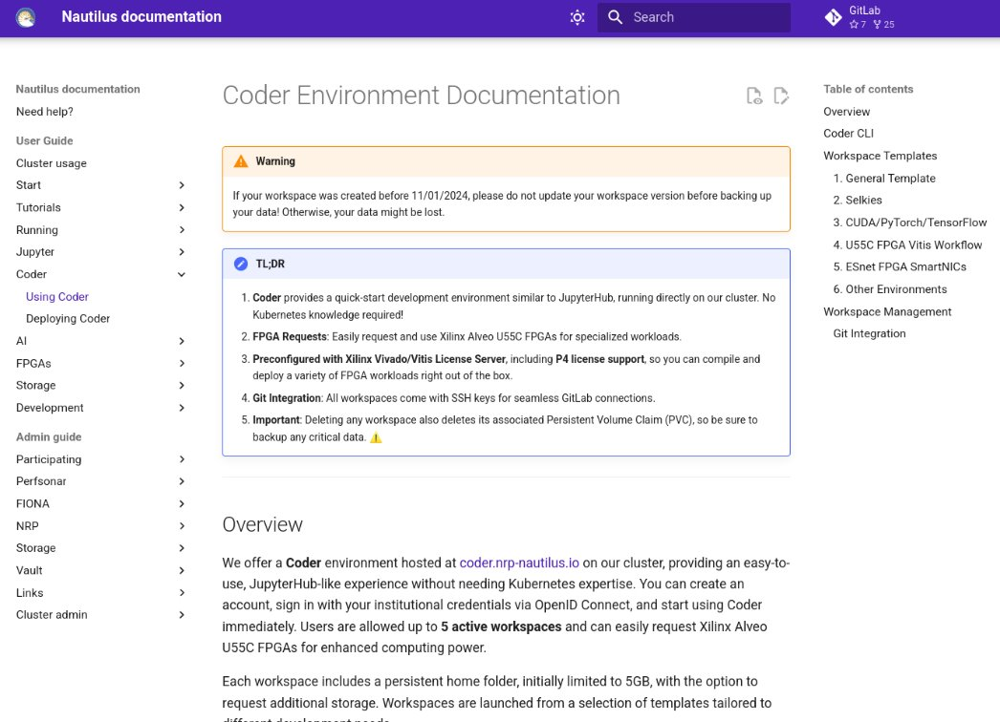 Nautilus documentation
Search
GitLab
7 25
Nautilus documentation
Need help?
User Guide
Cluster usage
Start
Tutorials
Running
Jupyter
Coder
Using Coder
Deploying Coder
AI
FPGAs
Storage
Development
Admin guide
Participating
Perfsonar
FIONA
NRP
Storage
Vault
Links
Cluster admin
Coder Environment Documentation
Warning
If your workspace was created before 11/01/2024, please do not update your workspace version before backing up
your data! Otherwise, your data might be lost.
TL;DR
1. Coder provides a quick-start development environment similar to JupyterHub, running directly on our cluster. No
Kubernetes knowledge required!
2. FPGA Requests: Easily request and use Xilinx Alveo U55C FPGAs for specialized workloads.
3. Preconfigured with Xilinx Vivado/Vitis License Server, including P4 license support, so you can compile and
deploy a variety of FPGA workloads right out of the box.
4. Git Integration: All workspaces come with SSH keys for seamless GitLab connections.
5. Important: Deleting any workspace also deletes its associated Persistent Volume Claim (PVC), so be sure to
backup any critical data. ⚠️
Overview
We offer a Coder environment hosted at coder.nrp-nautilus.io on our cluster, providing an easy-to-
use, JupyterHub-like experience without needing Kubernetes expertise. You can create an
account, sign in with your institutional credentials via OpenID Connect, and start using Coder
immediately. Users are allowed up to 5 active workspaces and can easily request Xilinx Alveo
U55C FPGAs for enhanced computing power.
Each workspace includes a persistent home folder, initially limited to 5GB, with the option to
request additional storage. Workspaces are launched from a selection of templates tailored to
different development needs.
Table of contents
Overview
Coder CLI
Workspace Templates
1. General Template
2. Selkies
3. CUDA/PyTorch/TensorFlow
4. U55C FPGA Vitis Workflow
5. ESnet FPGA SmartNICs
6. Other Environments
Workspace Management
Git Integration